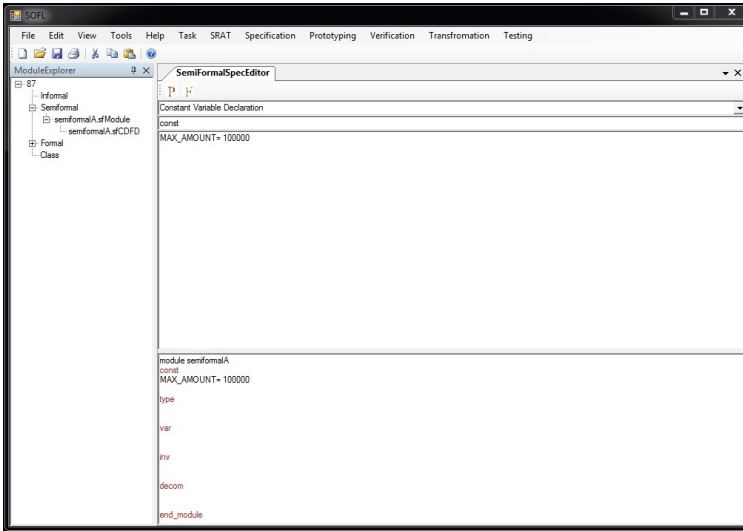 SOFL
File Edit View Tools Help Task SRAT Specification Prototyping Verification Transfromation Testing
ModuleExplorer
87
Informal
Semiformal
semiformalA.sfModule
semiformalA.sfCDFD
Formal
Class
SemiFormalSpecEditor
P F
Constant Variable Declaration
const
MAX_AMOUNT= 100000
module semiformalA
const
MAX_AMOUNT= 100000
type
var
inv
decom
end_module